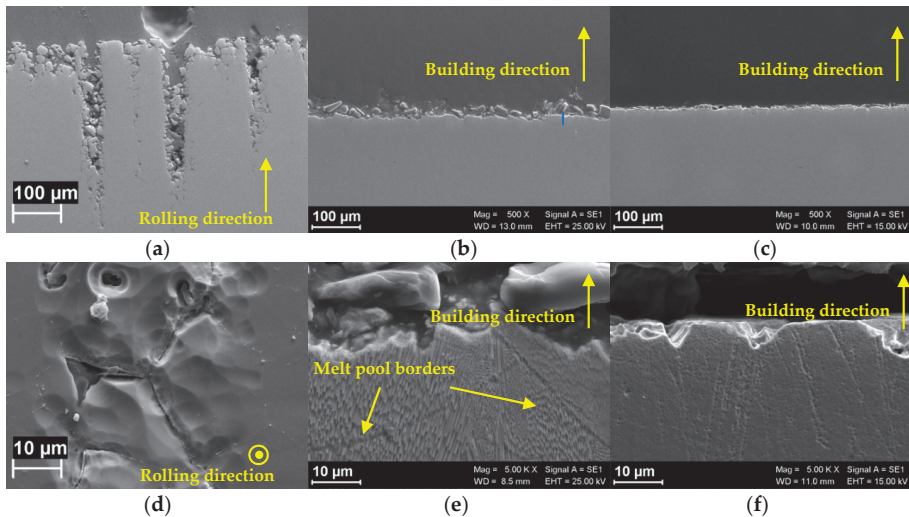 100 µm
Rolling direction
Building direction
100 µm
Mag = 500 X
Signal A = SE1
WD = 13.0 mm
EHT = 25.00 kV
Building direction
100 µm
Mag = 500 X
Signal A = SE1
WD = 10.0 mm
EHT = 15.00 kV
(a)
(b)
(c)
10 µm
Rolling direction
Building direction
Melt pool borders
10 µm
Mag = 5.00 K X
Signal A = SE1
WD = 8.5 mm
EHT = 25.00 kV
Building direction
10 µm
Mag = 5.00 K X
Signal A = SE1
WD = 11.0 mm
EHT = 15.00 kV
(d)
(e)
(f)